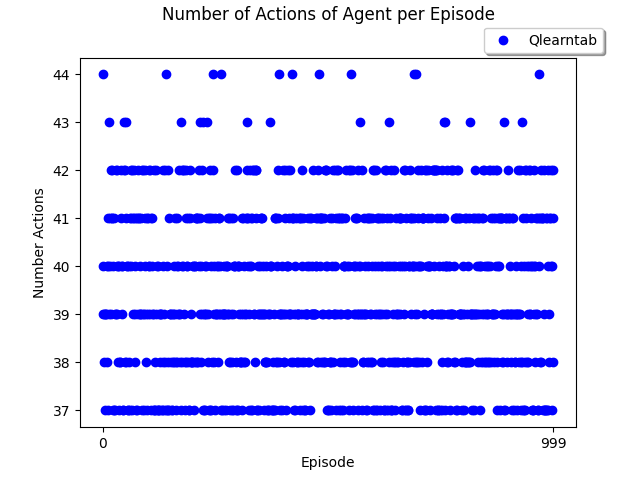 Number of Actions of Agent per Episode
Qlearntab
44
43
42
41
40
39
38
37
Number Actions
0
999
Episode